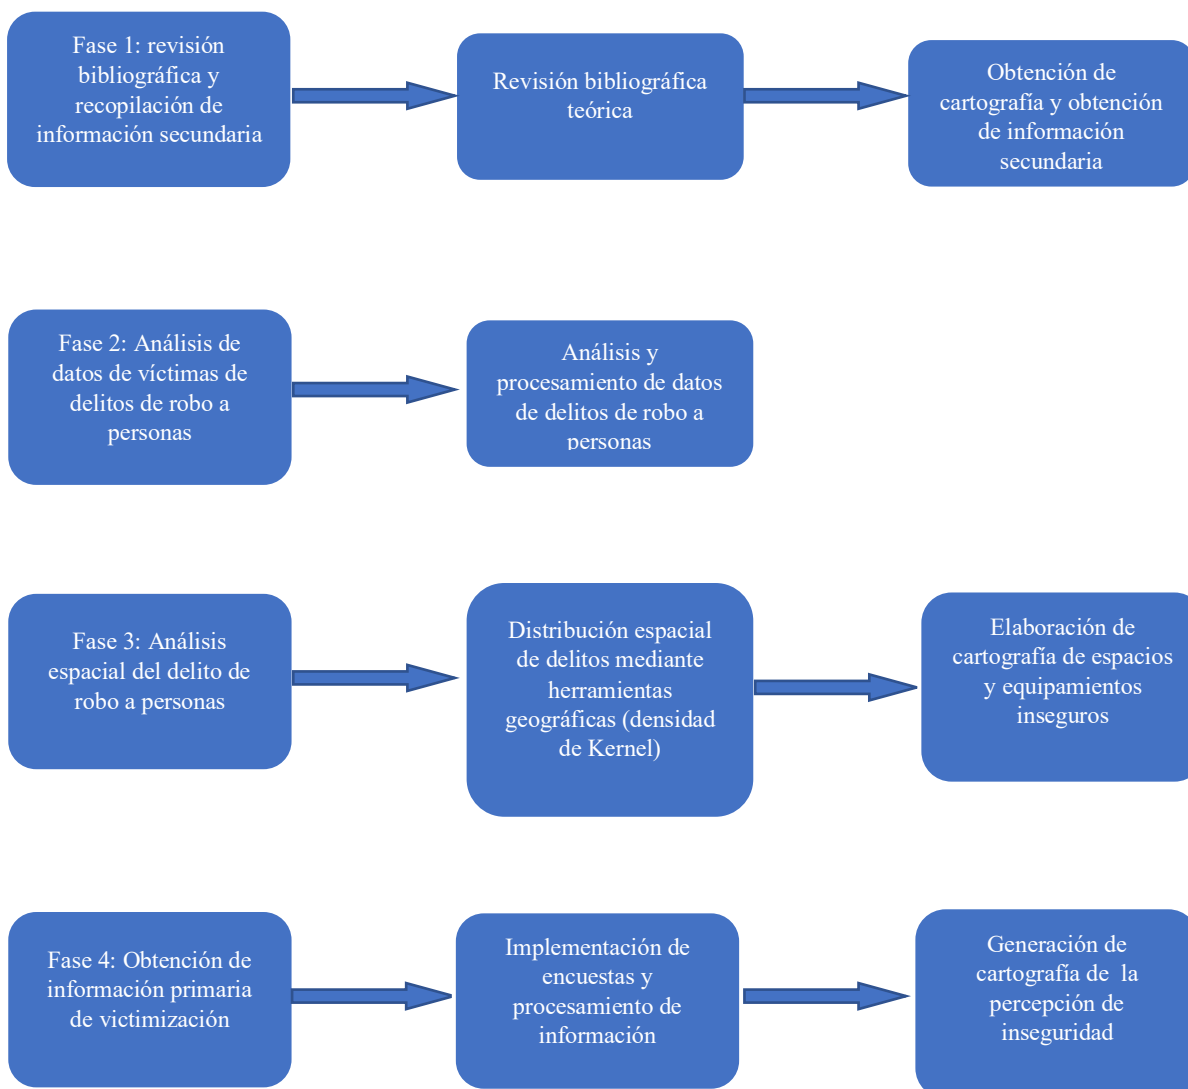 Fase 1: revisión
bibliográfica y
recopilación de
información secundaria
Revisión bibliográfica
teórica
Obtención de
cartografía y obtención
de información
secundaria
Fase 2: Análisis de
datos de víctimas de
delitos de robo a
personas
Análisis y
procesamiento de datos
de delitos de robo a
personas
Fase 3: Análisis
espacial del delito de
robo a personas
Distribución espacial
de delitos mediante
herramientas
geográficas (densidad
de Kernel)
Elaboración de
cartografía de espacios
y equipamientos
inseguros
Fase 4: Obtención de
información primaria
de victimización
Implementación de
encuestas y
procesamiento de
información
Generación de
cartografía de  la
percepción de
inseguridad